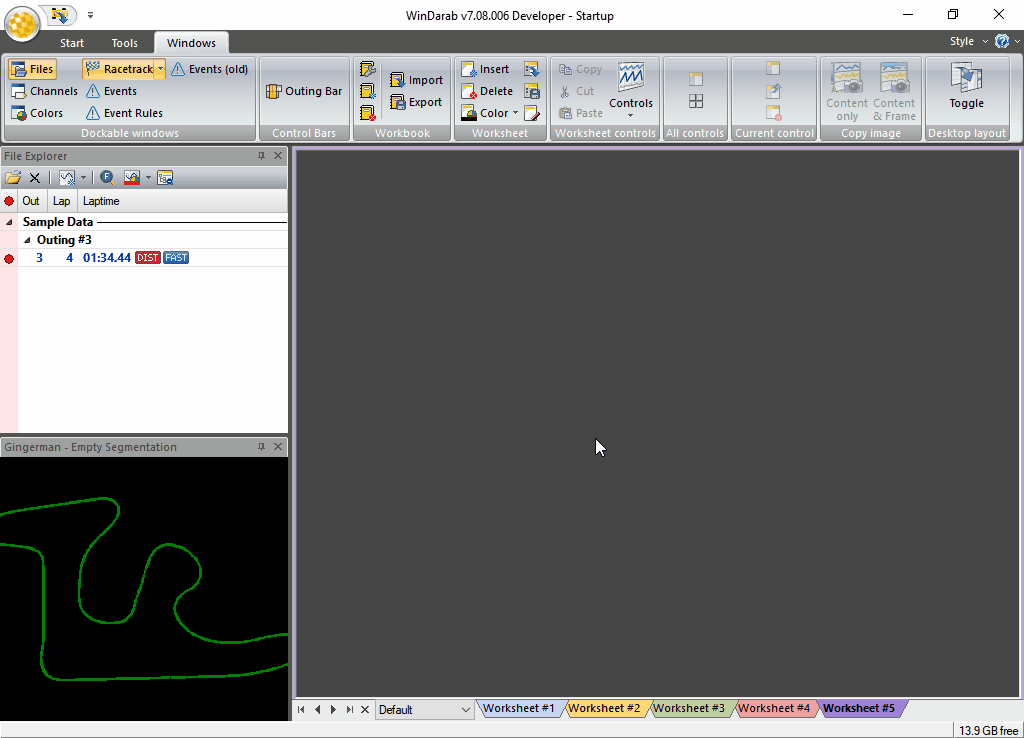 WinDarab v7.08.006 Developer - Startup
Start Tools Windows Style
Files Racetrack Events (old)
Channels Events
Colors Event Rules
Dockable windows
Outing Bar
Control Bars
Import
Export
Workbook
Insert
Delete
Color
Worksheet
Copy
Cut
Paste
Controls
Worksheet controls
All controls
Current control
Content only
Content & Frame
Copy image
Toggle
Desktop layout
File Explorer
Out Lap Laptime
Sample Data
Outing #3
3 4 01:34.44 DIST FAST
Gingerman - Empty Segmentation
Default Worksheet #1 Worksheet #2 Worksheet #3 Worksheet #4 Worksheet #5
13.9 GB free